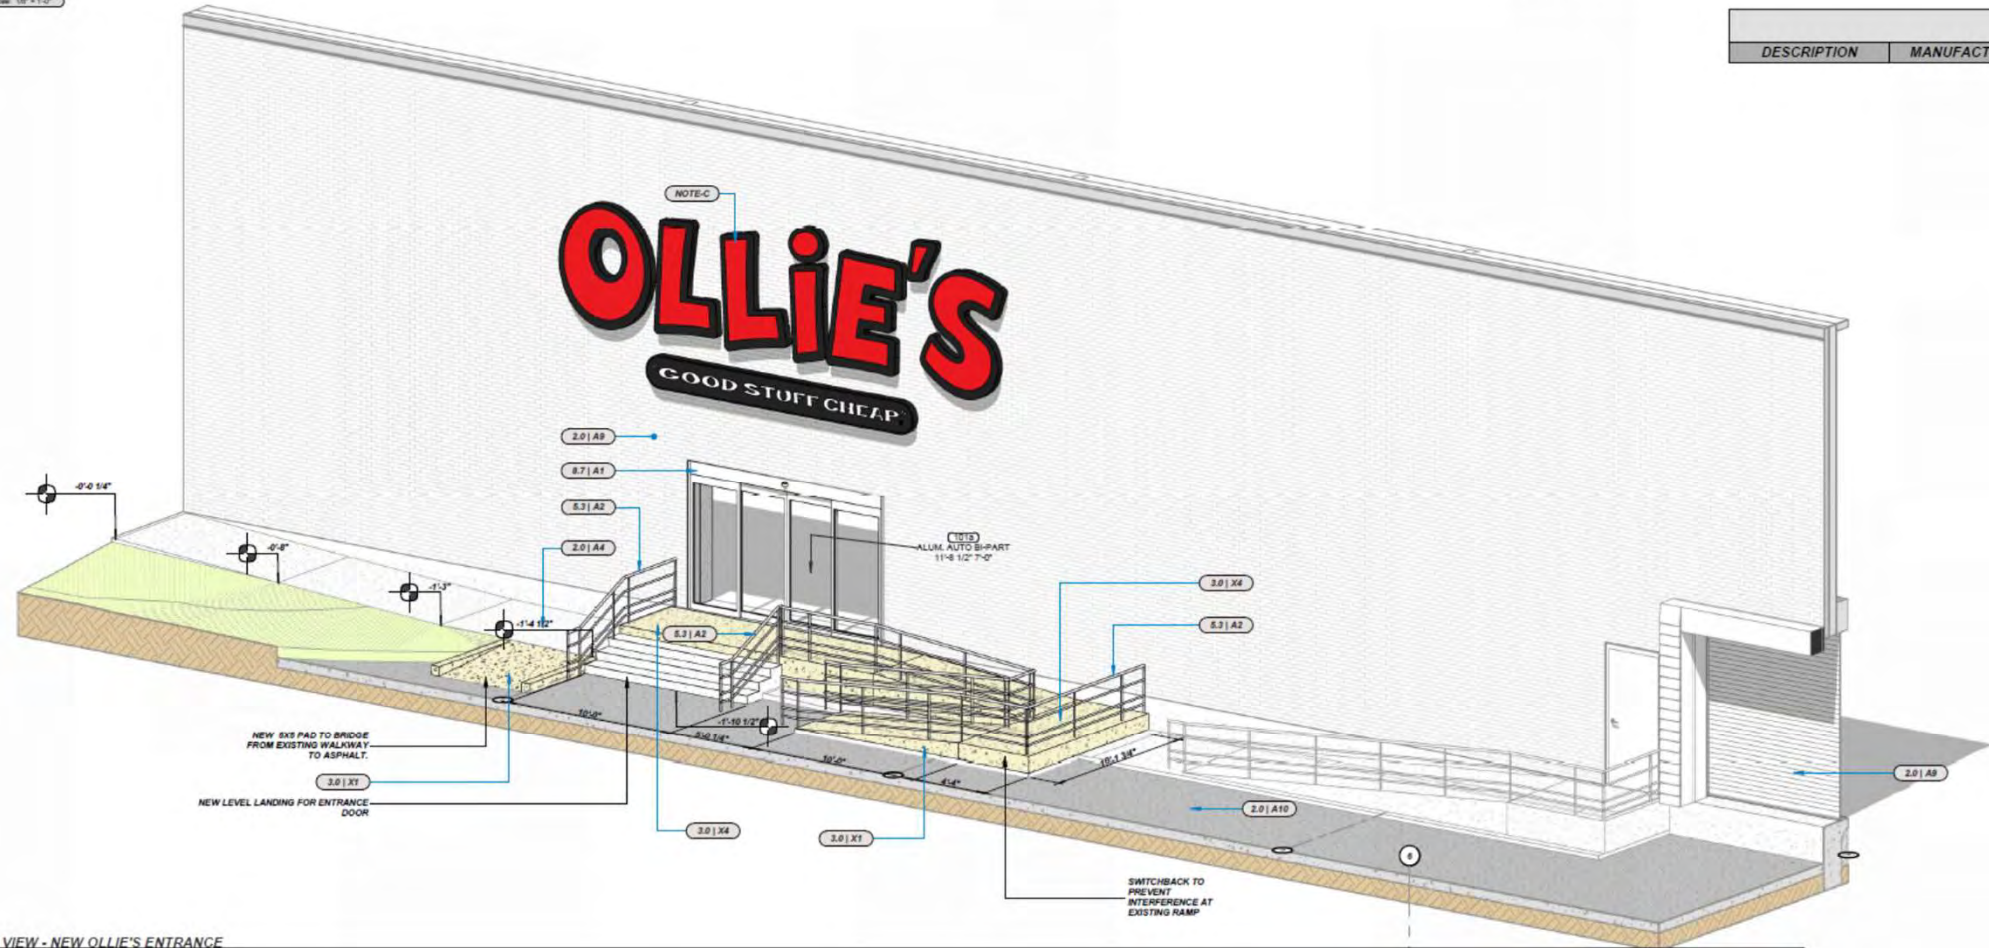 DESCRIPTION
MANUFACT
NOTE-C
OLLiE'S
GOOD STUFF CHEAP
2.0 | A9
8.7 | A1
5.3 | A2
2.0 | A4
-0'-0 1/4"
-0'-8"
-1'-3"
-1'-4 1/2"
101a
ALUM. AUTO BI-PART
11'-8 1/2" 7'-0"
3.0 | X4
5.3 | A2
5.3 | A2
NEW 5X5 PAD TO BRIDGE
FROM EXISTING WALKWAY
TO ASPHALT.
3.0 | X1
NEW LEVEL LANDING FOR ENTRANCE
DOOR
10'-0"
-1'-10 1/2"
10'-0"
4'-4"
10'-1 3/4"
3.0 | X4
3.0 | X1
2.0 | A10
2.0 | A9
6
SWITCHBACK TO
PREVENT
INTERFERENCE AT
EXISTING RAMP
VIEW - NEW OLLIE'S ENTRANCE